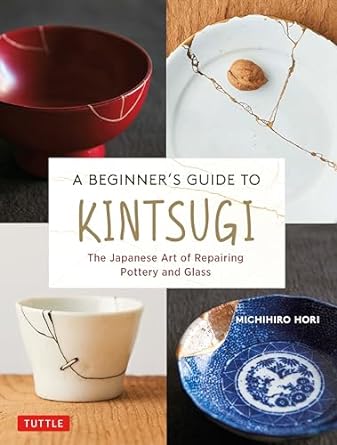 A BEGINNER'S GUIDE TO
KINTSUGI
The Japanese Art of Repairing
Pottery and Glass
MICHIHIRO HORI
TUTTLE